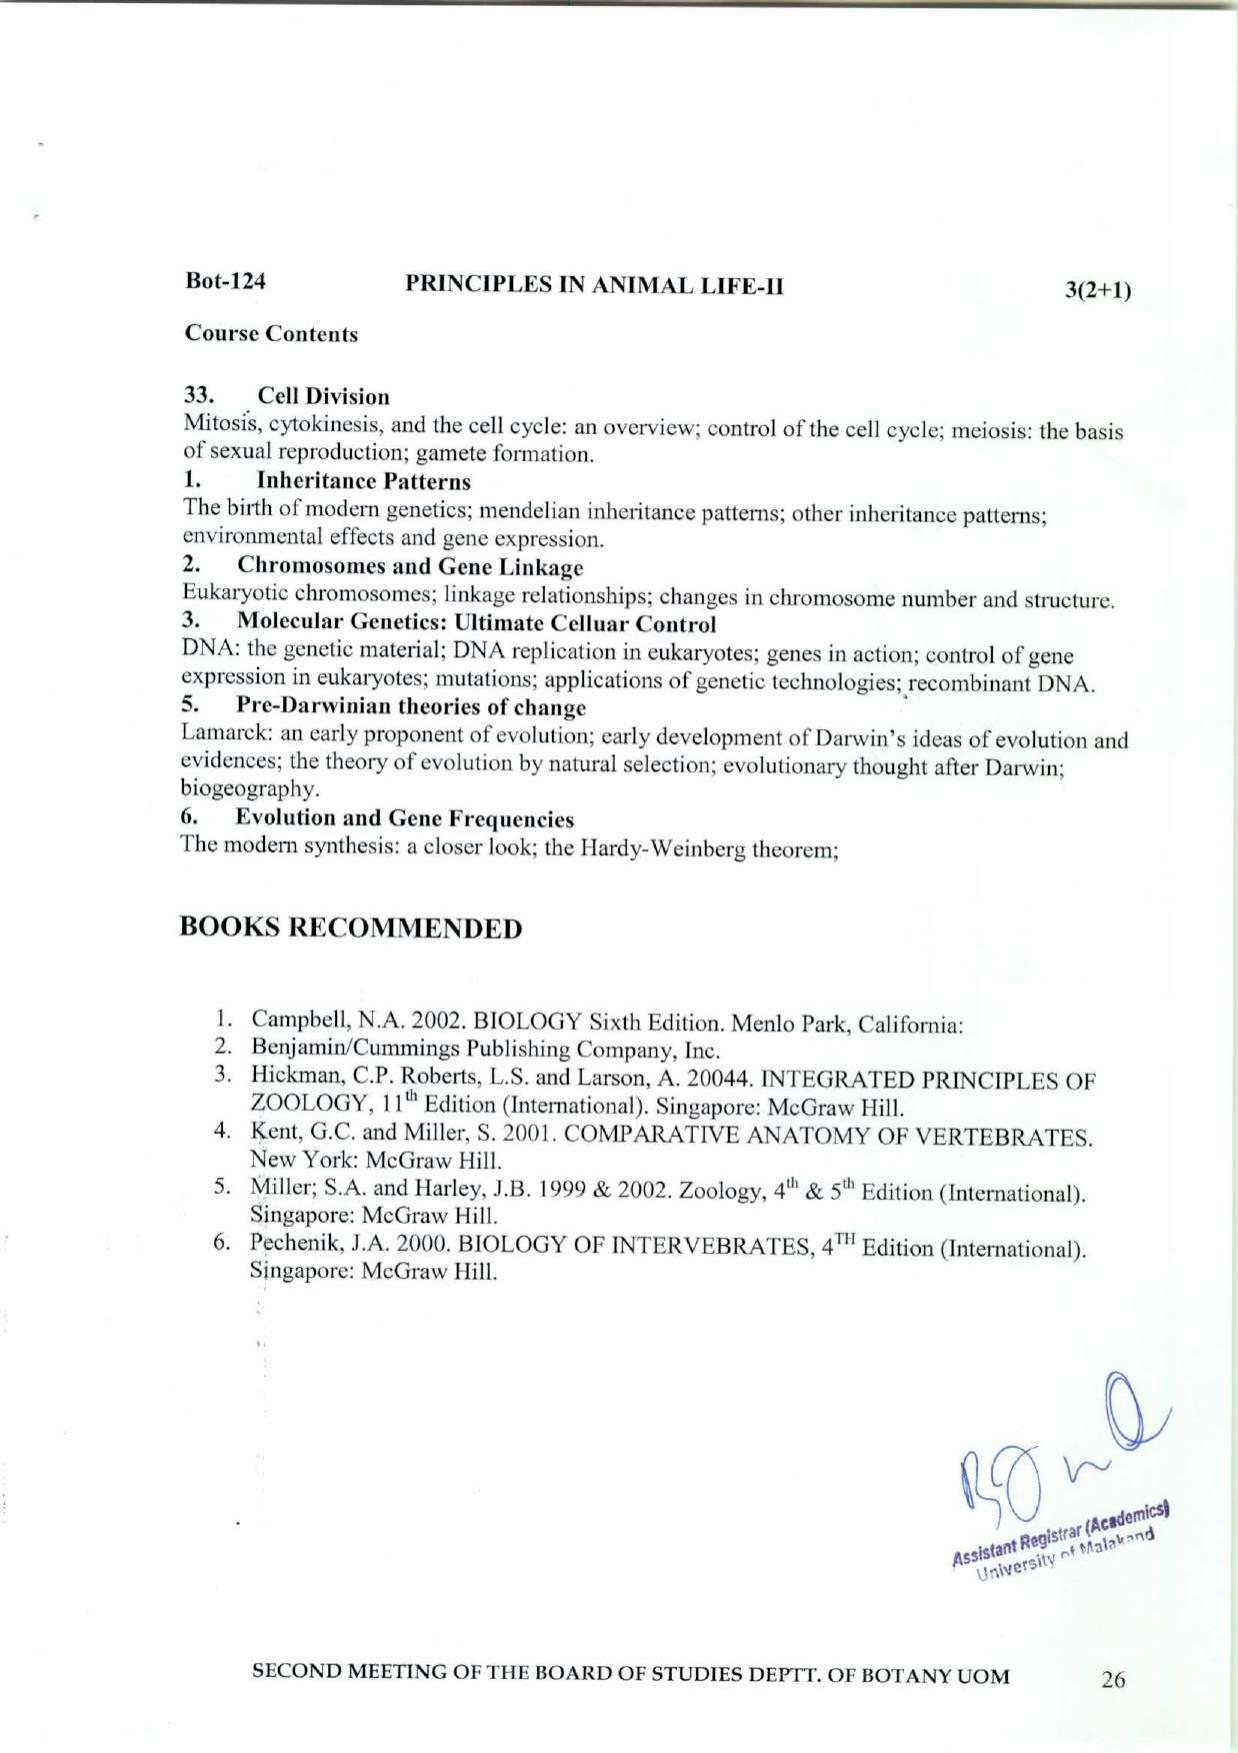 Bot-124 PRINCIPLES IN ANIMAL LIFE-II 3(2+1)
Course Contents
33. Cell Division
Mitosis, cytokinesis, and the cell cycle: an overview; control of the cell cycle; meiosis: the basis
of sexual reproduction; gamete formation.
1. Inheritance Patterns
The birth of modern genetics; mendelian inheritance patterns; other inheritance patterns;
environmental effects and gene expression.
2. Chromosomes and Gene Linkage
Eukaryotic chromosomes; linkage relationships; changes in chromosome number and structure.
3. Molecular Genetics: Ultimate Celluar Control
DNA: the genetic material; DNA replication in eukaryotes; genes in action; control of gene
expression in eukaryotes; mutations; applications of genetic technologies; recombinant DNA.
5. Pre-Darwinian theories of change
Lamarck: an early proponent of evolution; early development of Darwin's ideas of evolution and
evidences; the theory of evolution by natural selection; evolutionary thought after Darwin;
biogeography.
6. Evolution and Gene Frequencies
The modern synthesis: a closer look; the Hardy-Weinberg theorem;
BOOKS RECOMMENDED
1. Campbell, N.A. 2002. BIOLOGY Sixth Edition. Menlo Park, California:
2. Benjamin/Cummings Publishing Company, Inc.
3. Hickman, C.P. Roberts, L.S. and Larson, A. 20044. INTEGRATED PRINCIPLES OF
ZOOLOGY, 11th Edition (International). Singapore: McGraw Hill.
4. Kent, G.C. and Miller, S. 2001. COMPARATIVE ANATOMY OF VERTEBRATES.
New York: McGraw Hill.
5. Miller; S.A. and Harley, J.B. 1999 & 2002. Zoology, 4th & 5th Edition (International).
Singapore: McGraw Hill.
6. Pechenik, J.A. 2000. BIOLOGY OF INTERVEBRATES, 4TH Edition (International).
Singapore: McGraw Hill.
Assistant Registrar (Academics)
University of Malakand
SECOND MEETING OF THE BOARD OF STUDIES DEPTT. OF BOTANY UOM 26